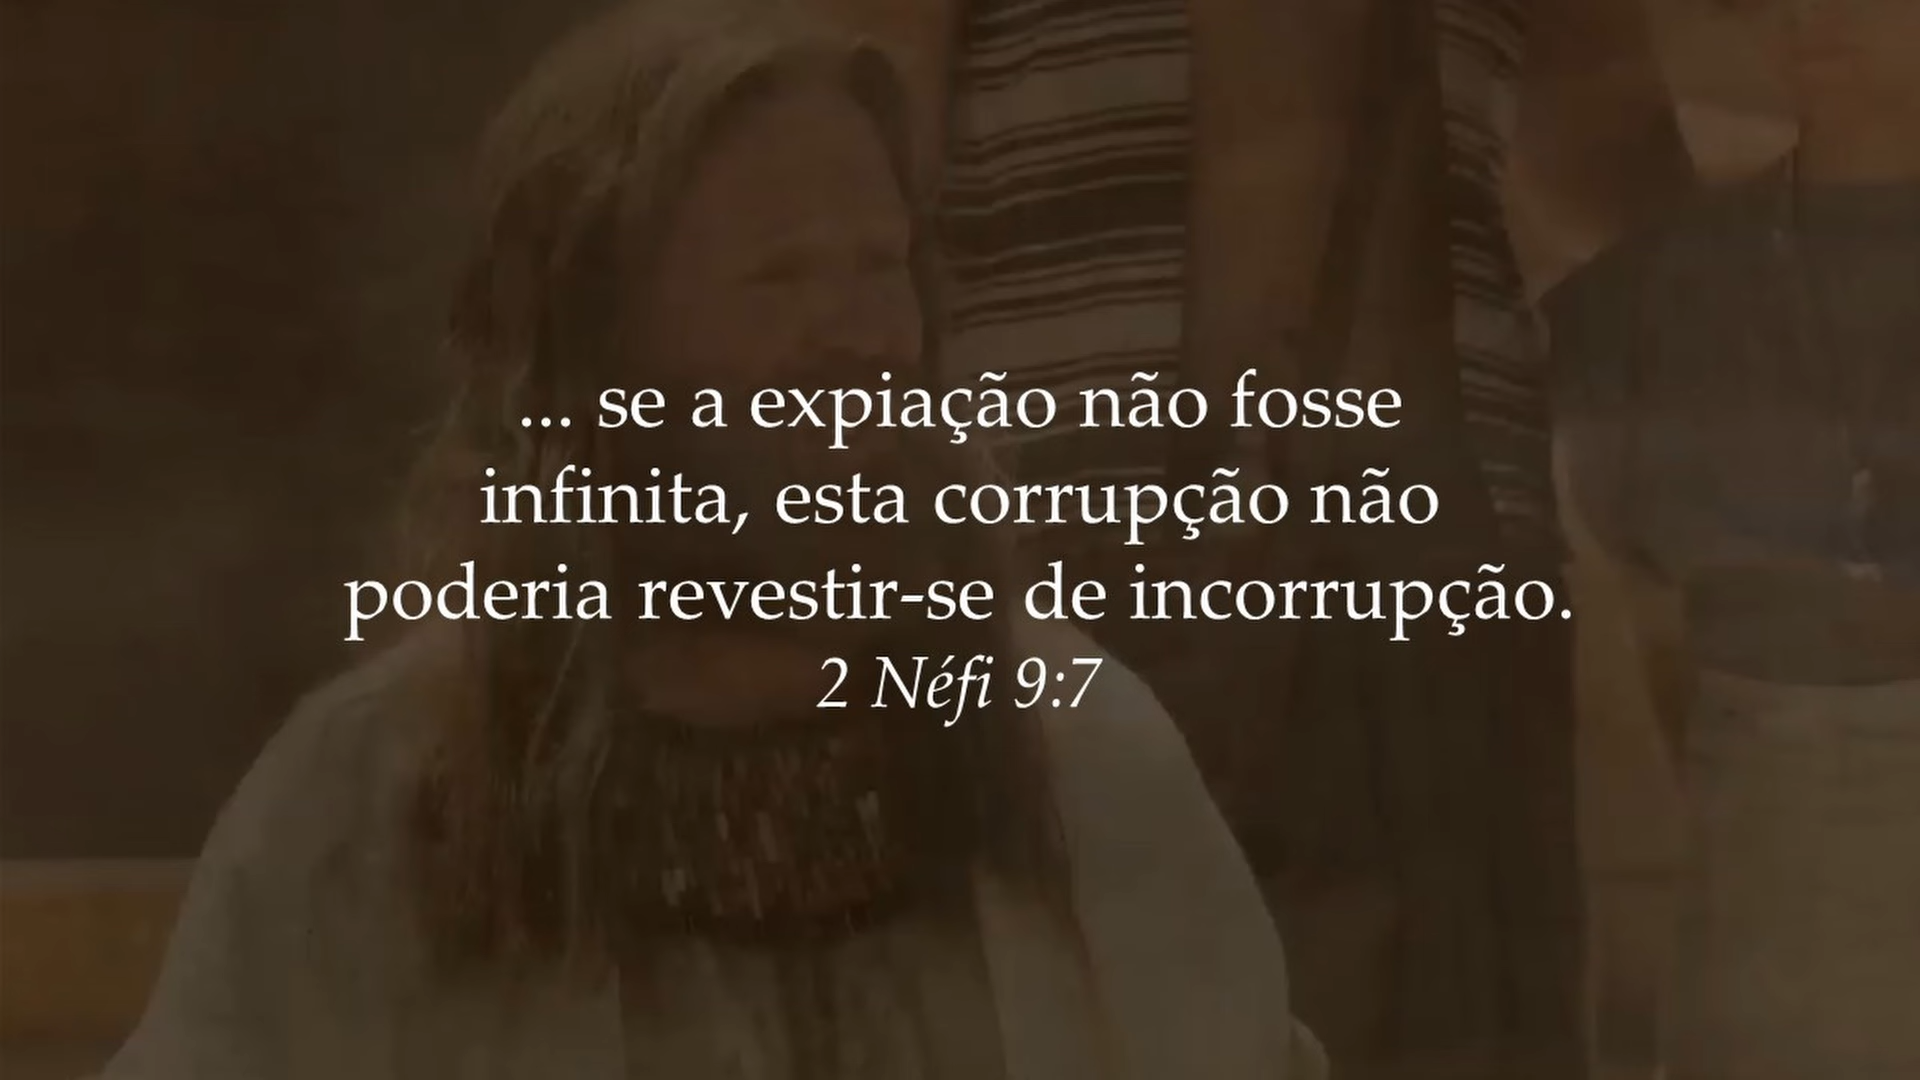 ... se a expiação não fosse
infinita, esta corrupção não
poderia revestir-se de incorrupção.
2 Néfi 9:7